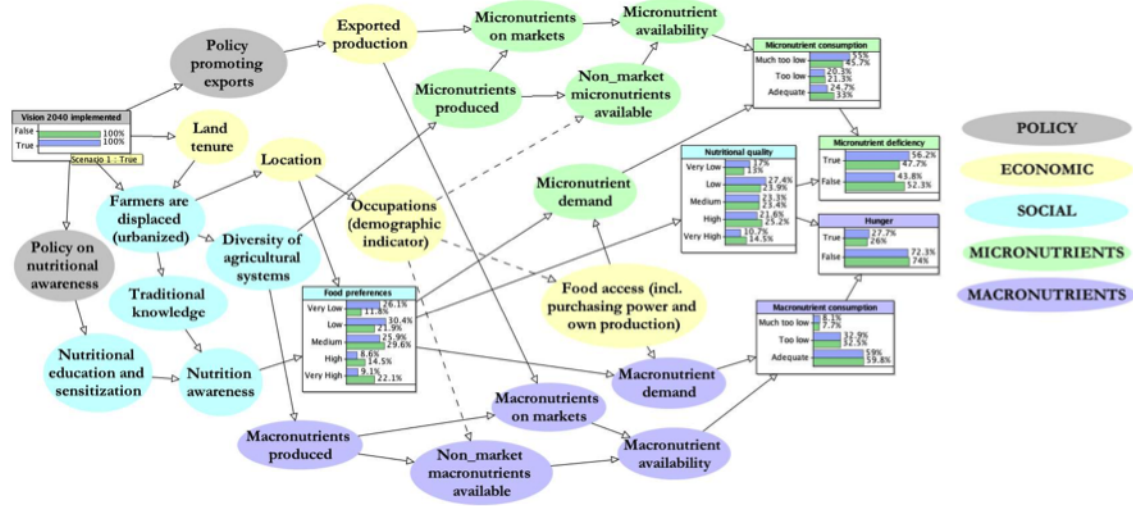 Policy
promoting
exports
Exported
production
Micronutrients
on markets
Micronutrient
availability
Micronutrients
produced
Non_market
micronutrients
available
Micronutrient consumption
Much too low
55%
45.7%
Too low
20.3%
21.3%
Adequate
24.7%
33%
Vision 2040 implemented
False
100%
True
100%
Scenario 1 : True
Land
tenure
Location
Farmers are
displaced
(urbanized)
Diversity of
agricultural
systems
Occupations
(demographic
indicator)
Micronutrient
demand
Nutritional quality
Very Low
17%
13%
Low
27.4%
23.9%
Medium
23.3%
23.4%
High
21.6%
25.2%
Very High
10.7%
14.5%
Micronutrient deficiency
True
56.2%
47.7%
False
43.8%
52.3%
Hunger
True
27.7%
26%
False
72.3%
74%
Policy on
nutritional
awareness
Traditional
knowledge
Nutritional
education and
sensitization
Nutrition
awareness
Food preferences
Very Low
26.1%
11.8%
Low
30.4%
21.9%
Medium
25.9%
29.6%
High
8.6%
14.5%
Very High
9.1%
22.1%
Food access (incl.
purchasing power and
own production)
Macronutrient consumption
Much too low
8.1%
7.7%
Too low
32.9%
32.5%
Adequate
59%
59.8%
Macronutrient
demand
Macronutrients
on markets
Macronutrients
produced
Non_market
macronutrients
available
Macronutrient
availability
POLICY
ECONOMIC
SOCIAL
MICRONUTRIENTS
MACRONUTRIENTS